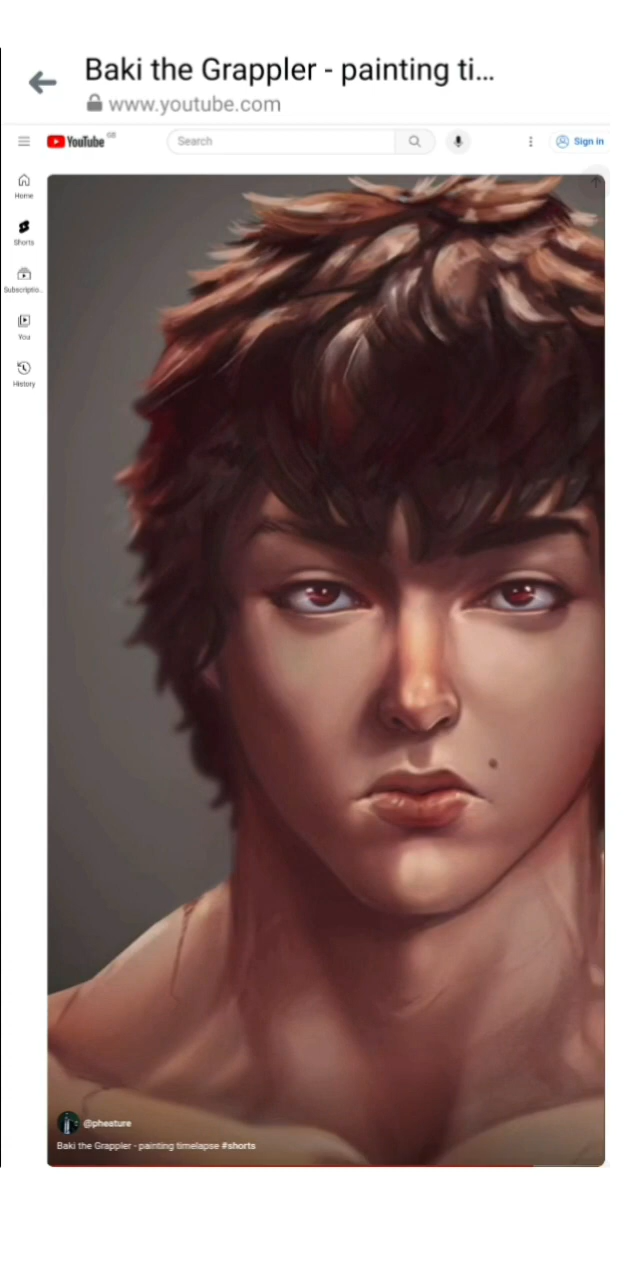 Baki the Grappler - painting ti...
www.youtube.com
YouTube GB
Search
Sign in
Home
Shorts
Subscriptio..
You
History
@pheature
Baki the Grappler - painting timelapse #shorts